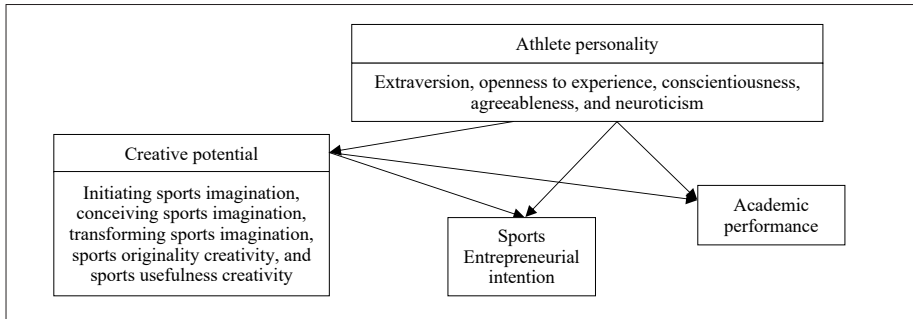 Athlete personality
Extraversion, openness to experience, conscientiousness,
agreeableness, and neuroticism
Creative potential
Initiating sports imagination,
conceiving sports imagination,
transforming sports imagination,
sports originality creativity, and
sports usefulness creativity
Sports
Entrepreneurial
intention
Academic
performance